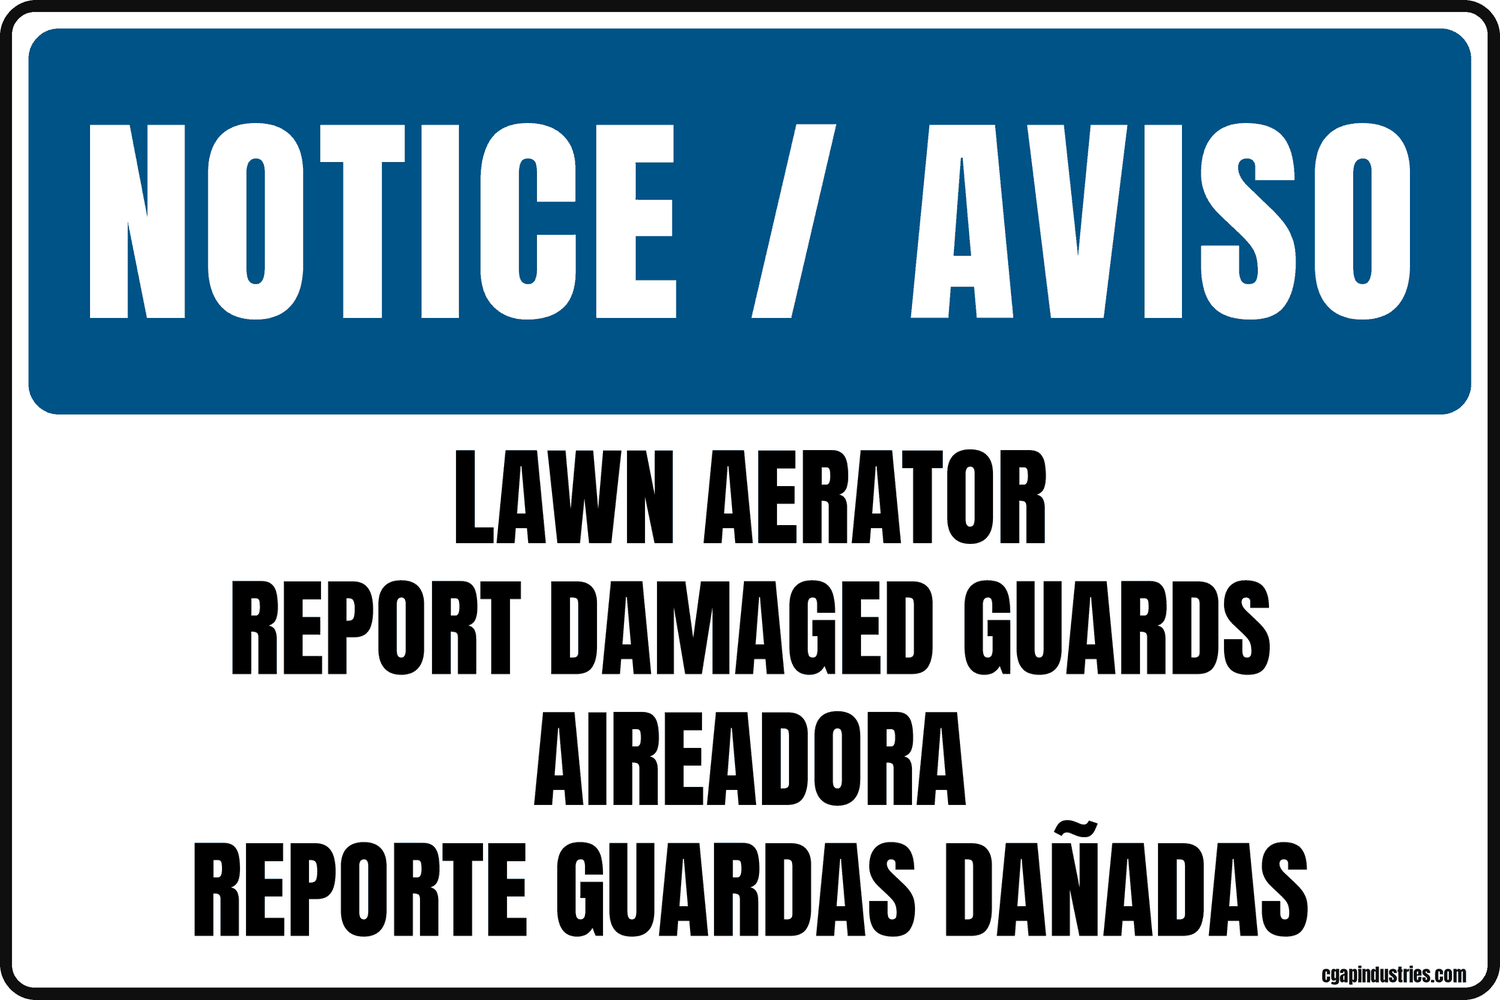 NOTICE / AVISO
LAWN AERATOR
REPORT DAMAGED GUARDS
AIREADORA
REPORTE GUARDAS DAÑADAS
cgapindustries.com